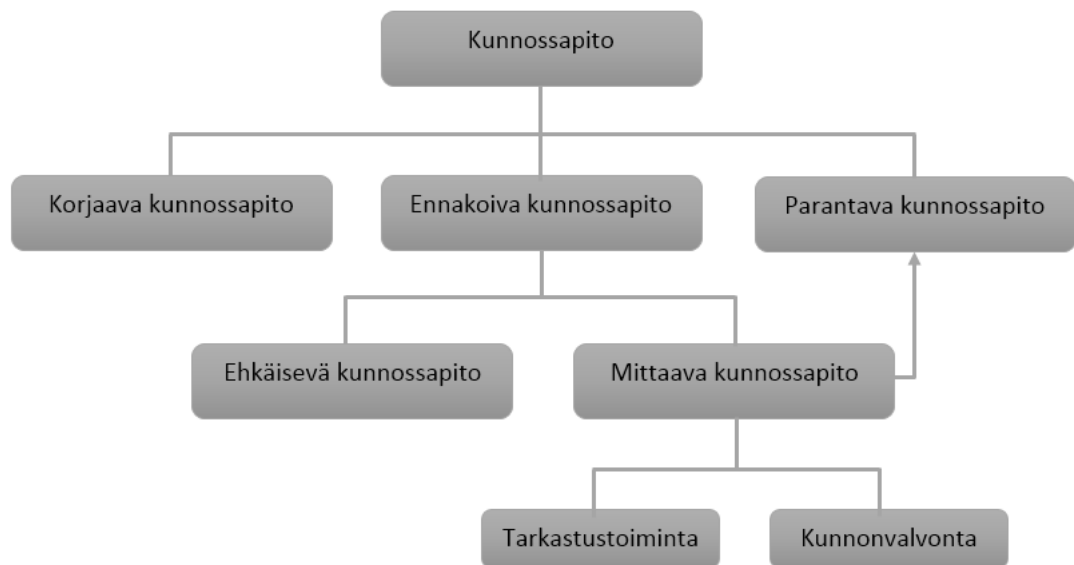 Kunnossapito
Korjaava kunnossapito
Ennakoiva kunnossapito
Parantava kunnossapito
Ehkäisevä kunnossapito
Mittaava kunnossapito
Tarkastustoiminta
Kunnonvalvonta